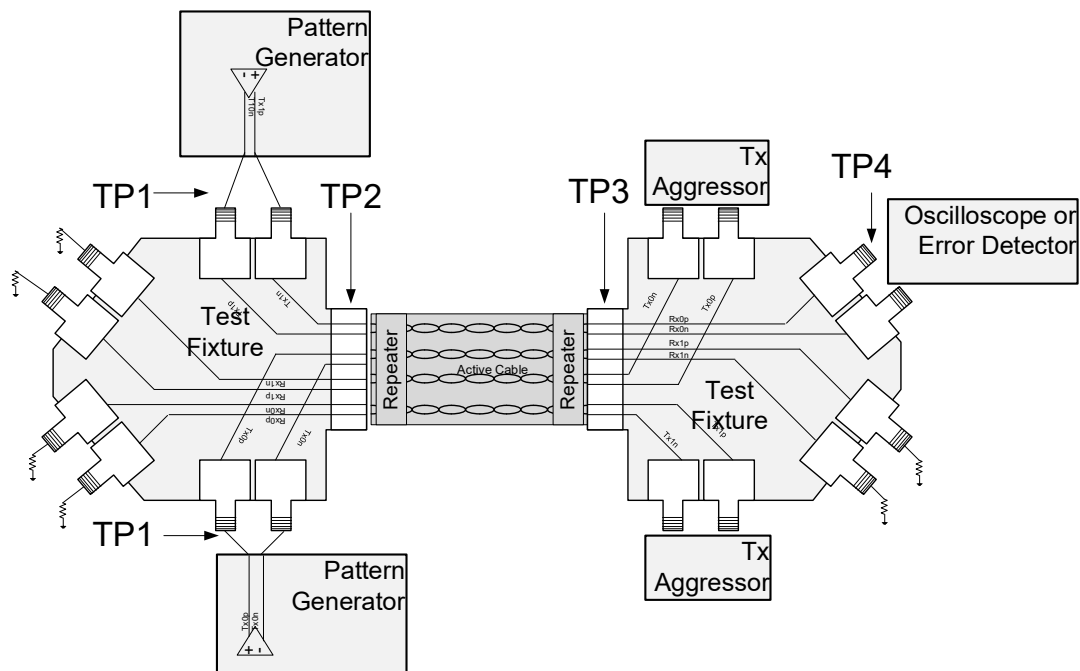 Pattern
Generator
- +
Tx1p
TP1
TP2
TP3
Tx
Aggressor
TP4
Oscilloscope or
Error Detector
Tx1n
Test
Fixture
Rx1n
Rx1p
Rx0n
Rx0p
Tx0p
Tx0n
Repeater
Active Cable
Repeater
Tx0n
Tx0p
Rx0p
Rx0n
Rx1p
Rx1n
Test
Fixture
Tx1n
TP1
Tx
Aggressor
Tx0p
+ -
Pattern
Generator